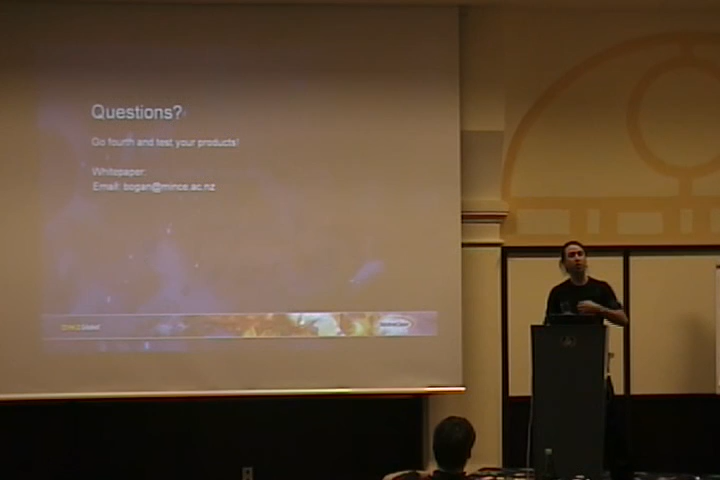 Questions?
Go fourth and test your products!
Whitepaper:
Email: bogan@mince.ac.nz